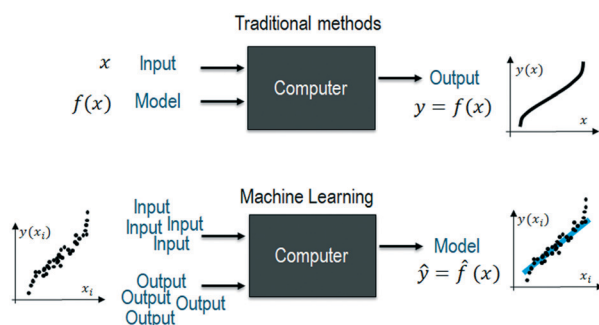 Traditional methods
x Input
f(x) Model
Computer
Output
y = f(x)
y(x)
x
Machine Learning
y(x_i)
x_i
Input
Input Input
Input
Output
Output Output
Output
Computer
Model
ŷ = f̂ (x)
y(x_i)
x_i